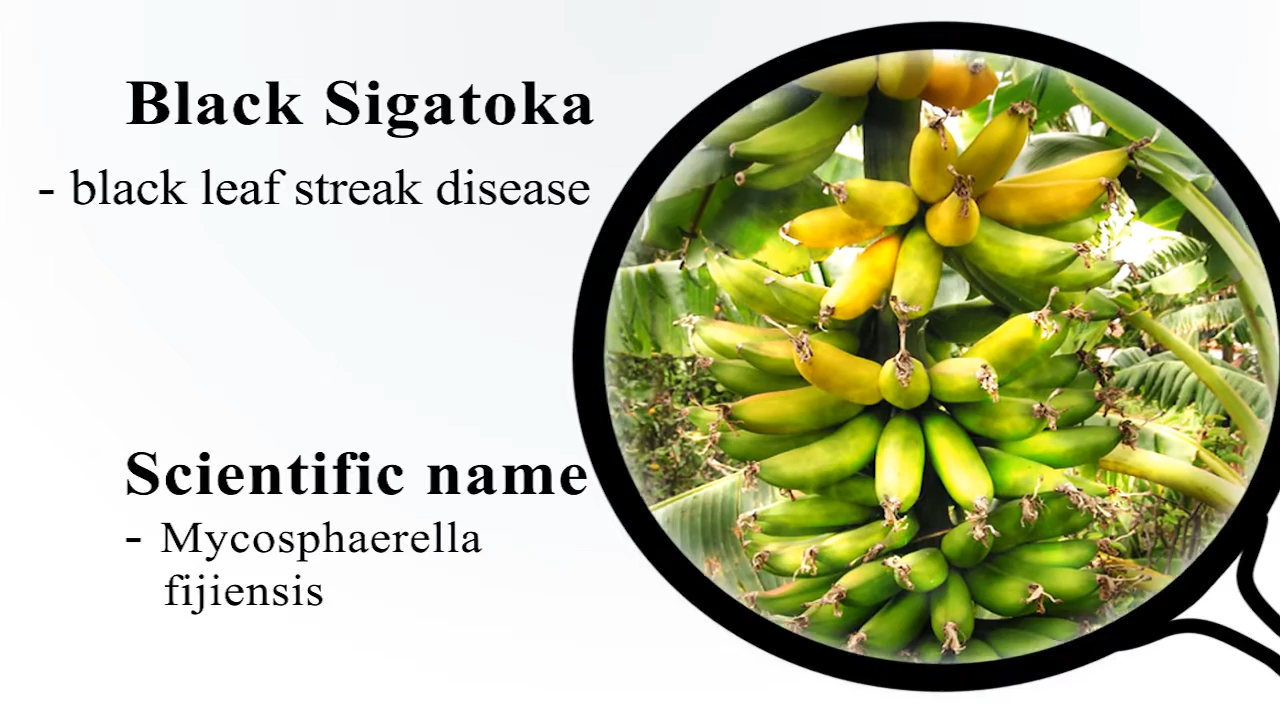 Black Sigatoka
- black leaf streak disease
Scientific name
- Mycosphaerella
fijiensis